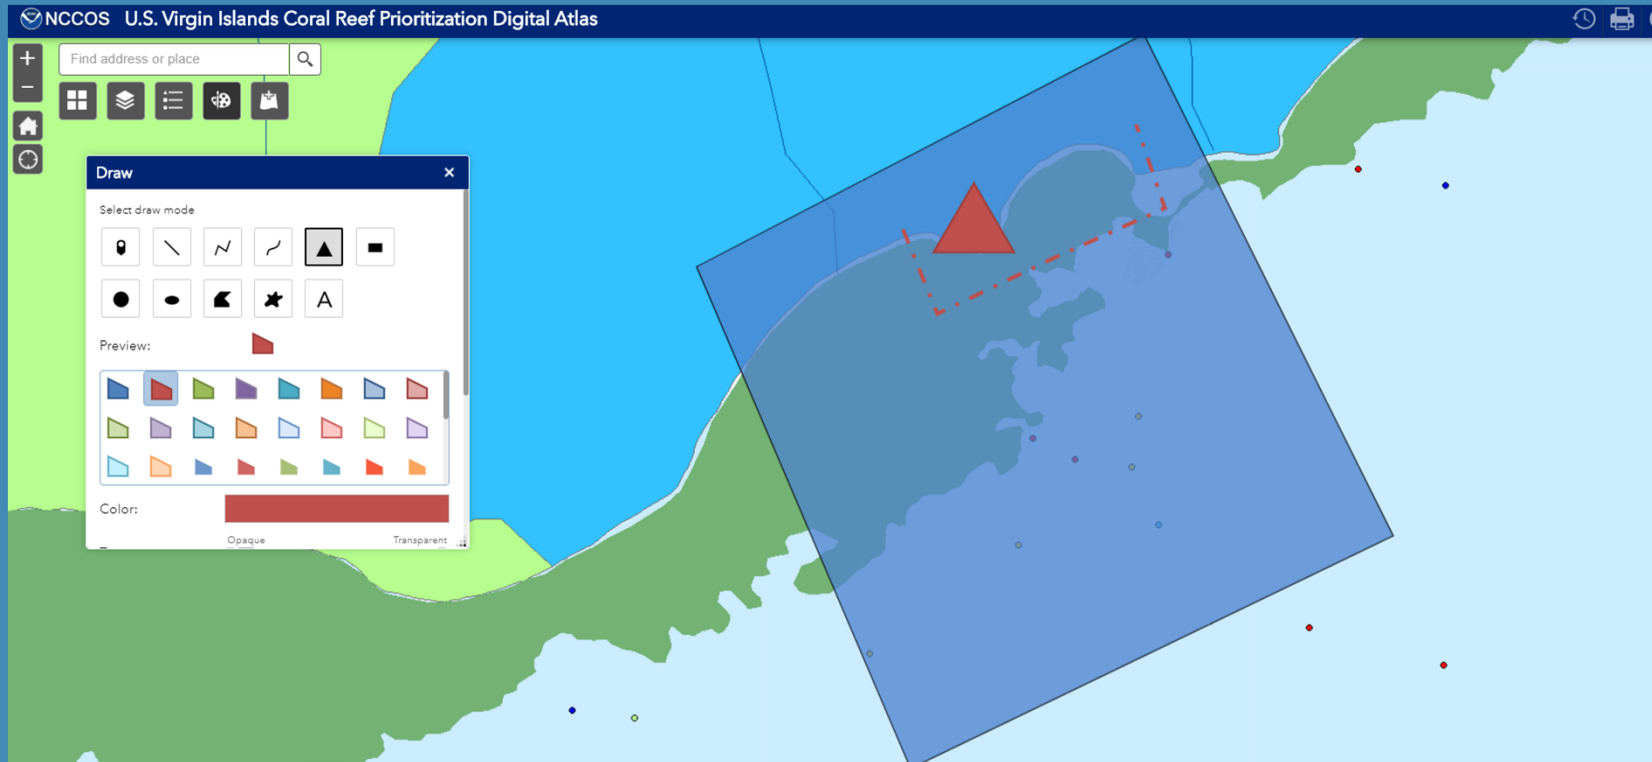 NCCOS U.S. Virgin Islands Coral Reef Prioritization Digital Atlas
Find address or place
Draw
Select draw mode
A
Preview:
Color:
Opaque Transparent